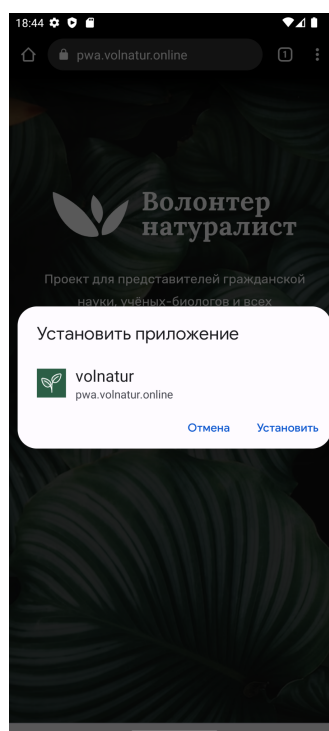 18:44
pwa.volnatur.online
1
Волонтер
натуралист
Проект для представителей гражданской
науки, учёных-биологов и всех
Установить приложение
volnatur
pwa.volnatur.online
Отмена Установить